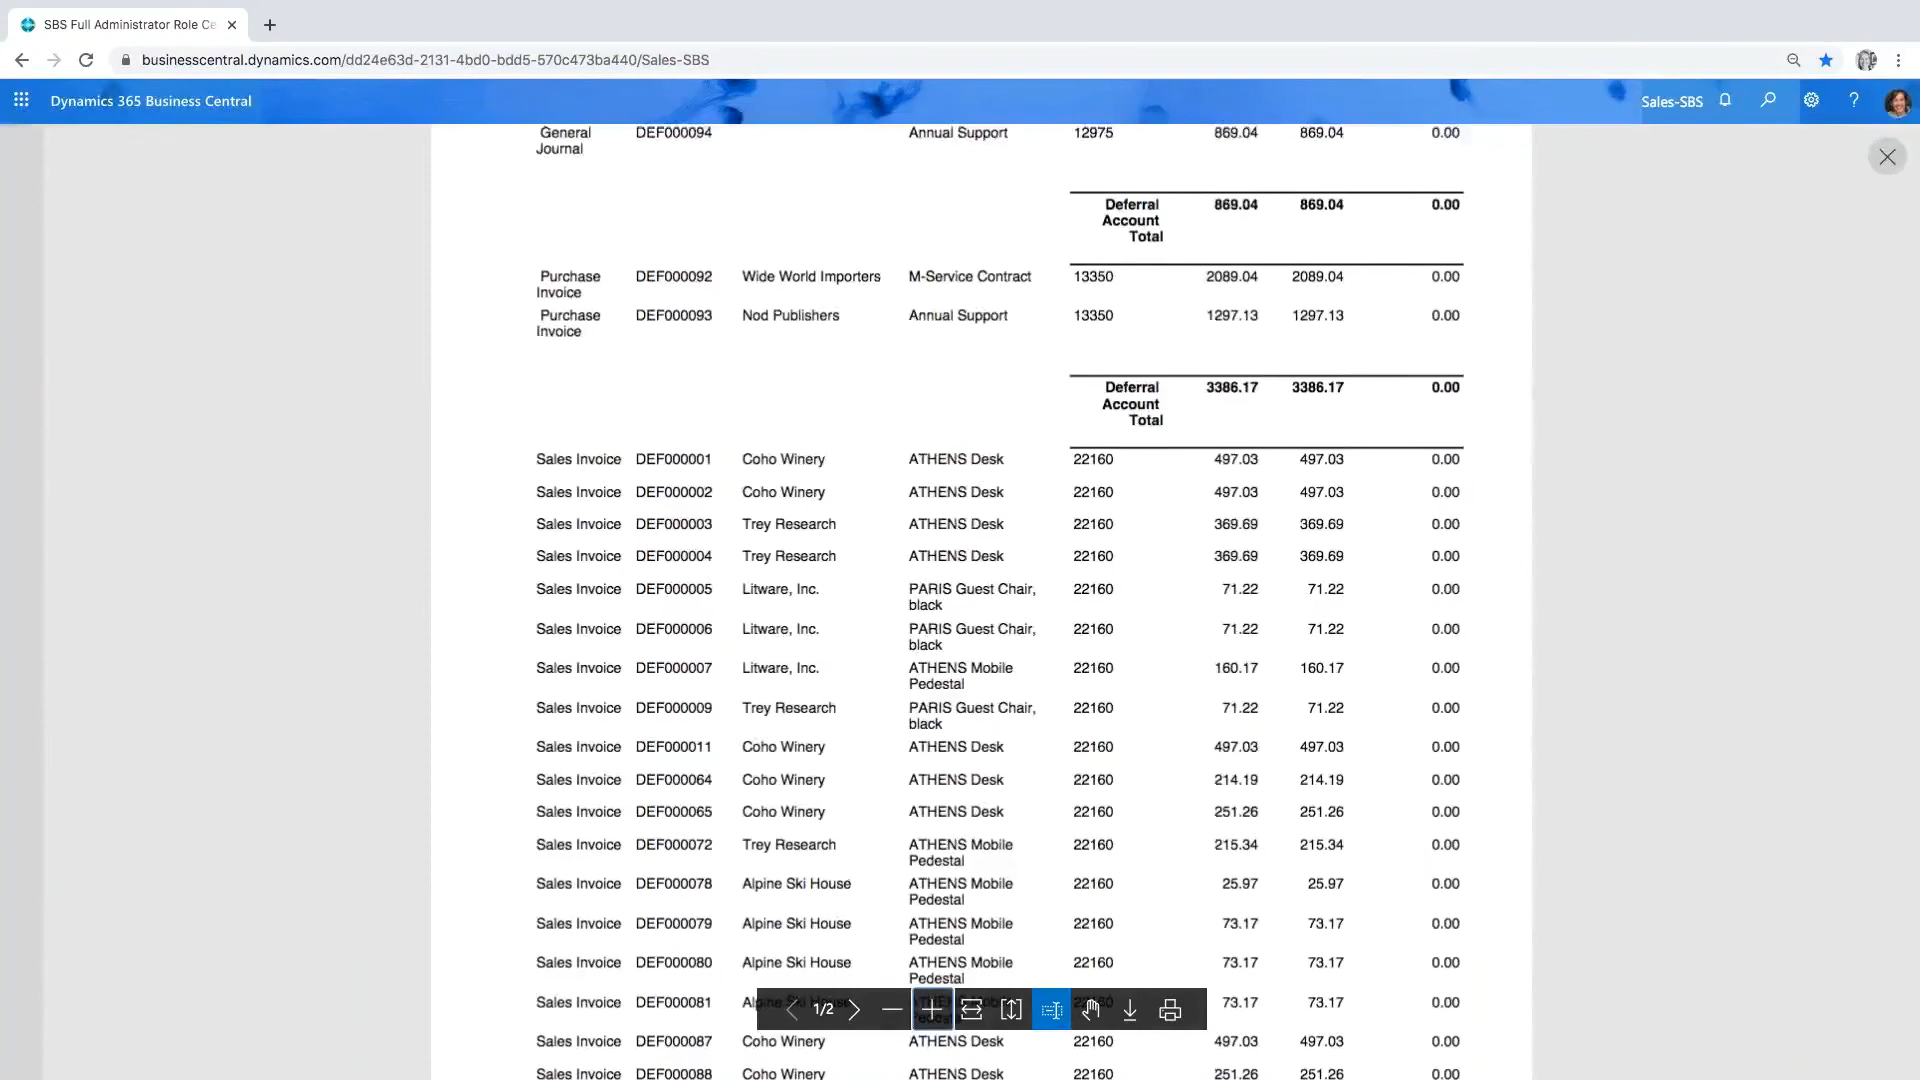 SBS Full Administrator Role Ce
businesscentral.dynamics.com/dd24e63d-2131-4bd0-bdd5-570c473ba440/Sales-SBS
Dynamics 365 Business Central
Sales-SBS
General Journal DEF000094 Annual Support 12975 869.04 869.04 0.00
Deferral Account Total 869.04 869.04 0.00
Purchase Invoice DEF000092 Wide World Importers M-Service Contract 13350 2089.04 2089.04 0.00
Purchase Invoice DEF000093 Nod Publishers Annual Support 13350 1297.13 1297.13 0.00
Deferral Account Total 3386.17 3386.17 0.00
Sales Invoice DEF000001 Coho Winery ATHENS Desk 22160 497.03 497.03 0.00
Sales Invoice DEF000002 Coho Winery ATHENS Desk 22160 497.03 497.03 0.00
Sales Invoice DEF000003 Trey Research ATHENS Desk 22160 369.69 369.69 0.00
Sales Invoice DEF000004 Trey Research ATHENS Desk 22160 369.69 369.69 0.00
Sales Invoice DEF000005 Litware, Inc. PARIS Guest Chair, black 22160 71.22 71.22 0.00
Sales Invoice DEF000006 Litware, Inc. PARIS Guest Chair, black 22160 71.22 71.22 0.00
Sales Invoice DEF000007 Litware, Inc. ATHENS Mobile Pedestal 22160 160.17 160.17 0.00
Sales Invoice DEF000009 Trey Research PARIS Guest Chair, black 22160 71.22 71.22 0.00
Sales Invoice DEF000011 Coho Winery ATHENS Desk 22160 497.03 497.03 0.00
Sales Invoice DEF000064 Coho Winery ATHENS Desk 22160 214.19 214.19 0.00
Sales Invoice DEF000065 Coho Winery ATHENS Desk 22160 251.26 251.26 0.00
Sales Invoice DEF000072 Trey Research ATHENS Mobile Pedestal 22160 215.34 215.34 0.00
Sales Invoice DEF000078 Alpine Ski House ATHENS Mobile Pedestal 22160 25.97 25.97 0.00
Sales Invoice DEF000079 Alpine Ski House ATHENS Mobile Pedestal 22160 73.17 73.17 0.00
Sales Invoice DEF000080 Alpine Ski House ATHENS Mobile Pedestal 22160 73.17 73.17 0.00
Sales Invoice DEF000081 73.17 73.17 0.00
1/2
Sales Invoice DEF000087 Coho Winery ATHENS Desk 22160 497.03 497.03 0.00
Sales Invoice DEF000088 Coho Winery ATHENS Desk 22160 251.26 251.26 0.00